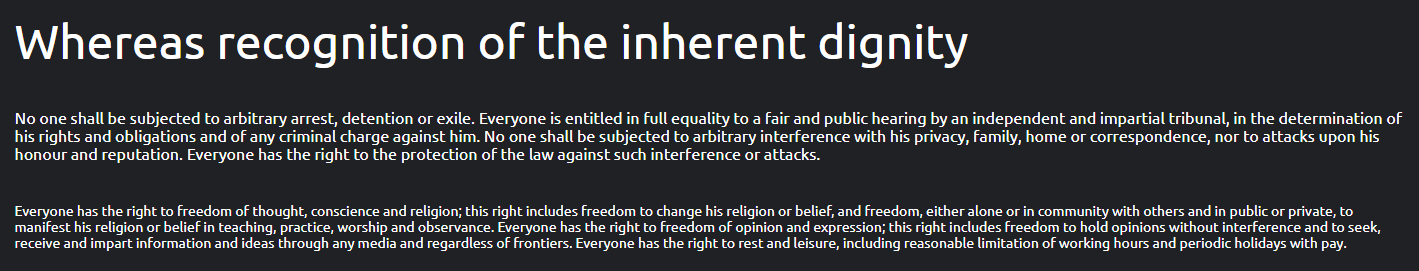 Whereas recognition of the inherent dignity
No one shall be subjected to arbitrary arrest, detention or exile. Everyone is entitled in full equality to a fair and public hearing by an independent and impartial tribunal, in the determination of
his rights and obligations and of any criminal charge against him. No one shall be subjected to arbitrary interference with his privacy, family, home or correspondence, nor to attacks upon his
honour and reputation. Everyone has the right to the protection of the law against such interference or attacks.
Everyone has the right to freedom of thought, conscience and religion; this right includes freedom to change his religion or belief, and freedom, either alone or in community with others and in public or private, to
manifest his religion or belief in teaching, practice, worship and observance. Everyone has the right to freedom of opinion and expression; this right includes freedom to hold opinions without interference and to seek,
receive and impart information and ideas through any media and regardless of frontiers. Everyone has the right to rest and leisure, including reasonable limitation of working hours and periodic holidays with pay.